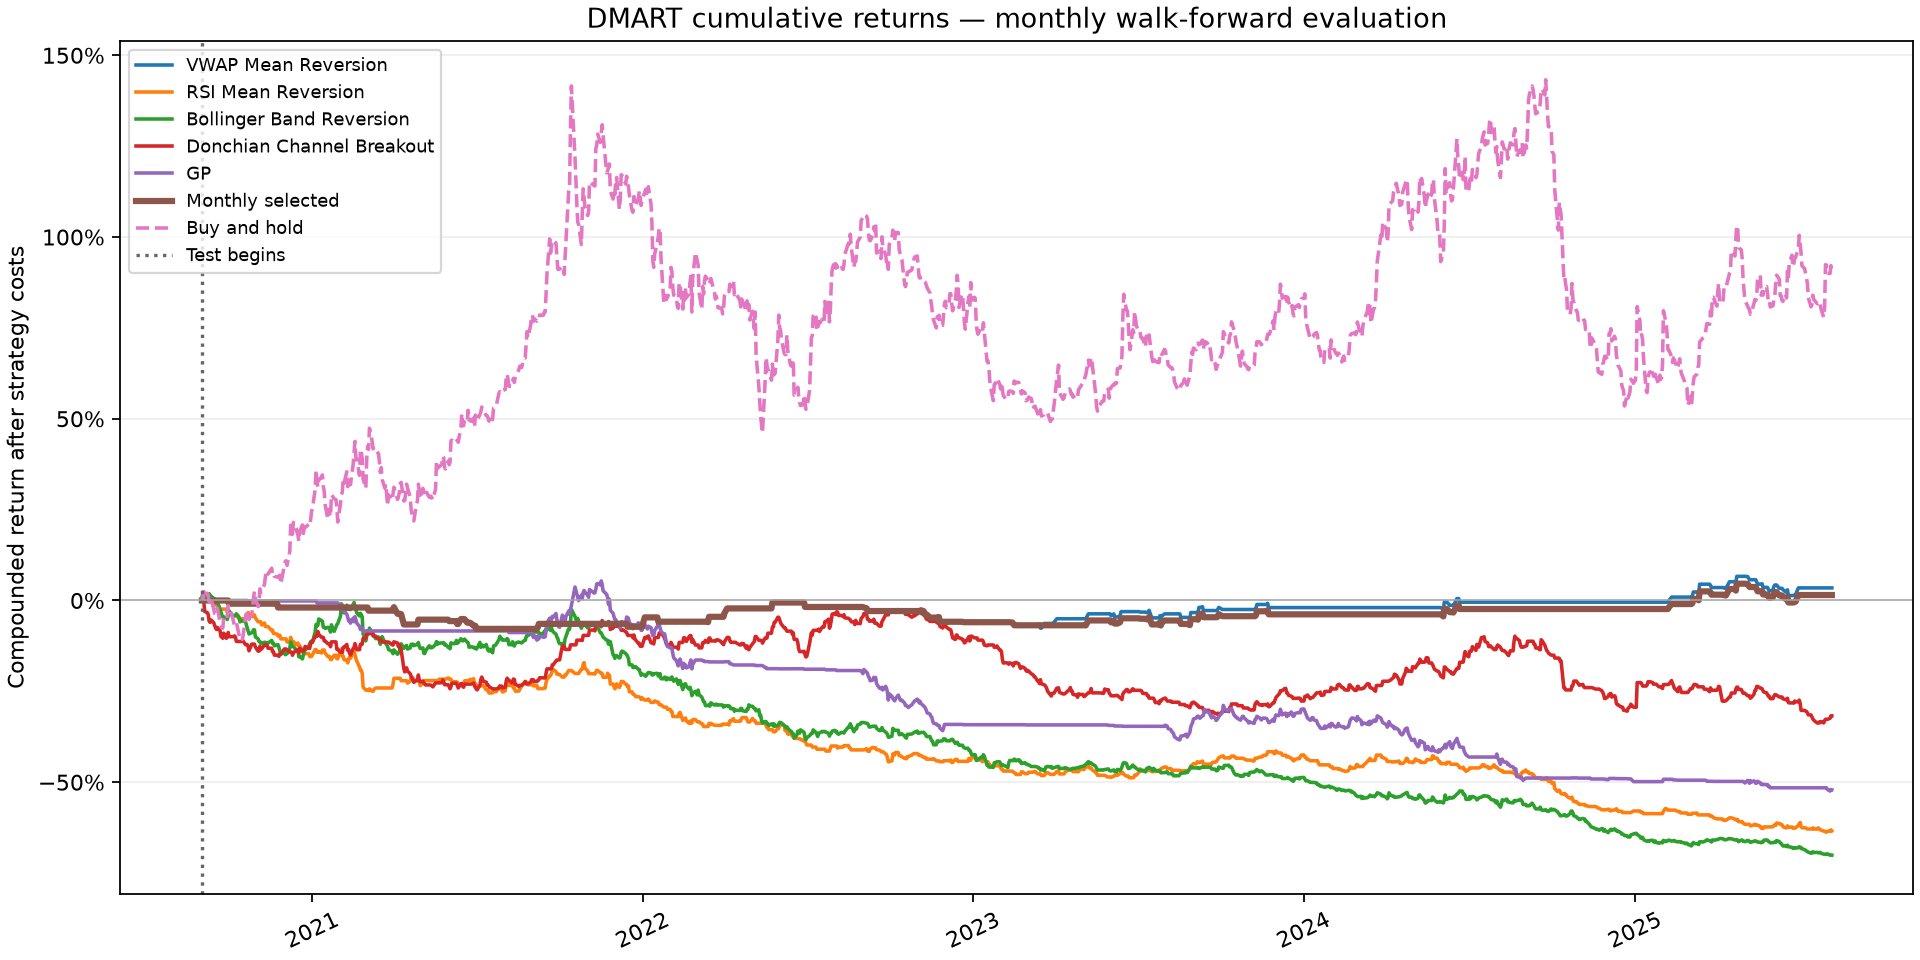 DMART cumulative returns — monthly walk-forward evaluation
Compounded return after strategy costs
150%
100%
50%
0%
−50%
VWAP Mean Reversion
RSI Mean Reversion
Bollinger Band Reversion
Donchian Channel Breakout
GP
Monthly selected
Buy and hold
Test begins
2021
2022
2023
2024
2025